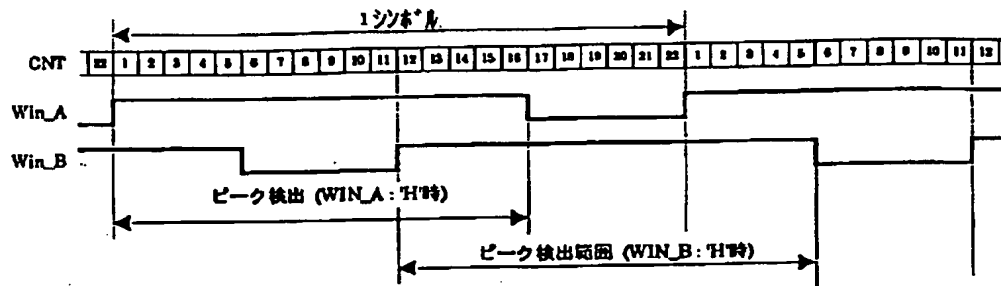 1 シンボル
CNT 22 1 2 3 4 5 6 7 8 9 10 11 12 13 14 15 16 17 18 19 20 21 22 1 2 3 4 5 6 7 8 9 10 11 12
Win_A
Win_B
ピーク検出 (WIN_A : 'H'時)
ピーク検出範囲 (WIN_B : 'H'時)